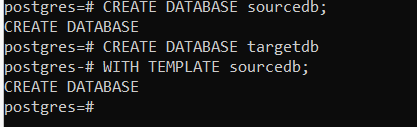 postgres=# CREATE DATABASE sourcedb;
CREATE DATABASE
postgres=# CREATE DATABASE targetdb
postgres-# WITH TEMPLATE sourcedb;
CREATE DATABASE
postgres=#